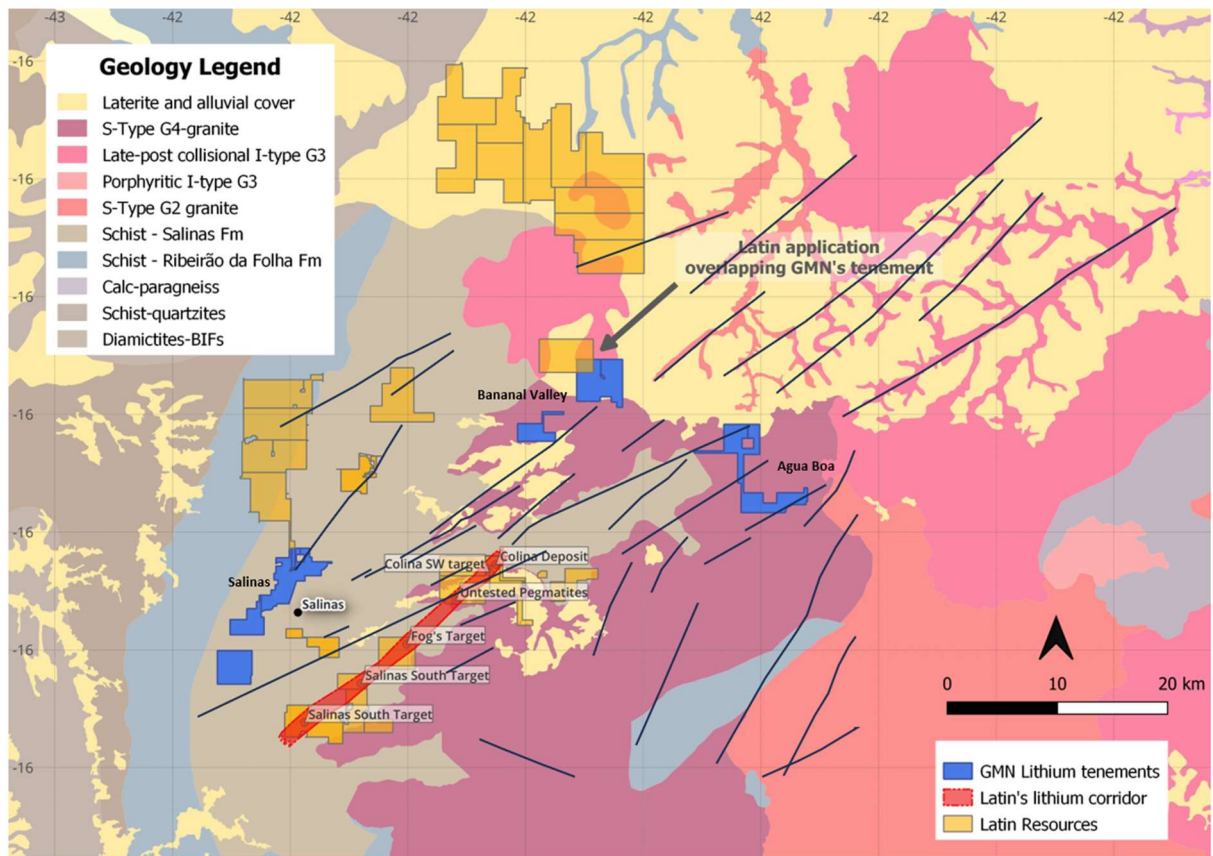 -43
-42
-42
-42
-42
-42
-42
-42
-42
-42
-16
-16
-16
-16
-16
-16
-16
Geology Legend
Laterite and alluvial cover
S-Type G4-granite
Late-post collisional I-type G3
Porphyritic I-type G3
S-Type G2 granite
Schist - Salinas Fm
Schist - Ribeirão da Folha Fm
Calc-paragneiss
Schist-quartzites
Diamictites-BIFs
Latin application
overlapping GMN's tenement
Bananal Valley
Agua Boa
Colina Deposit
Colina SW target
Untested Pegmatites
Salinas
Salinas
Fog's Target
Salinas South Target
Salinas South Target
0 10 20 km
GMN Lithium tenements
Latin's lithium corridor
Latin Resources